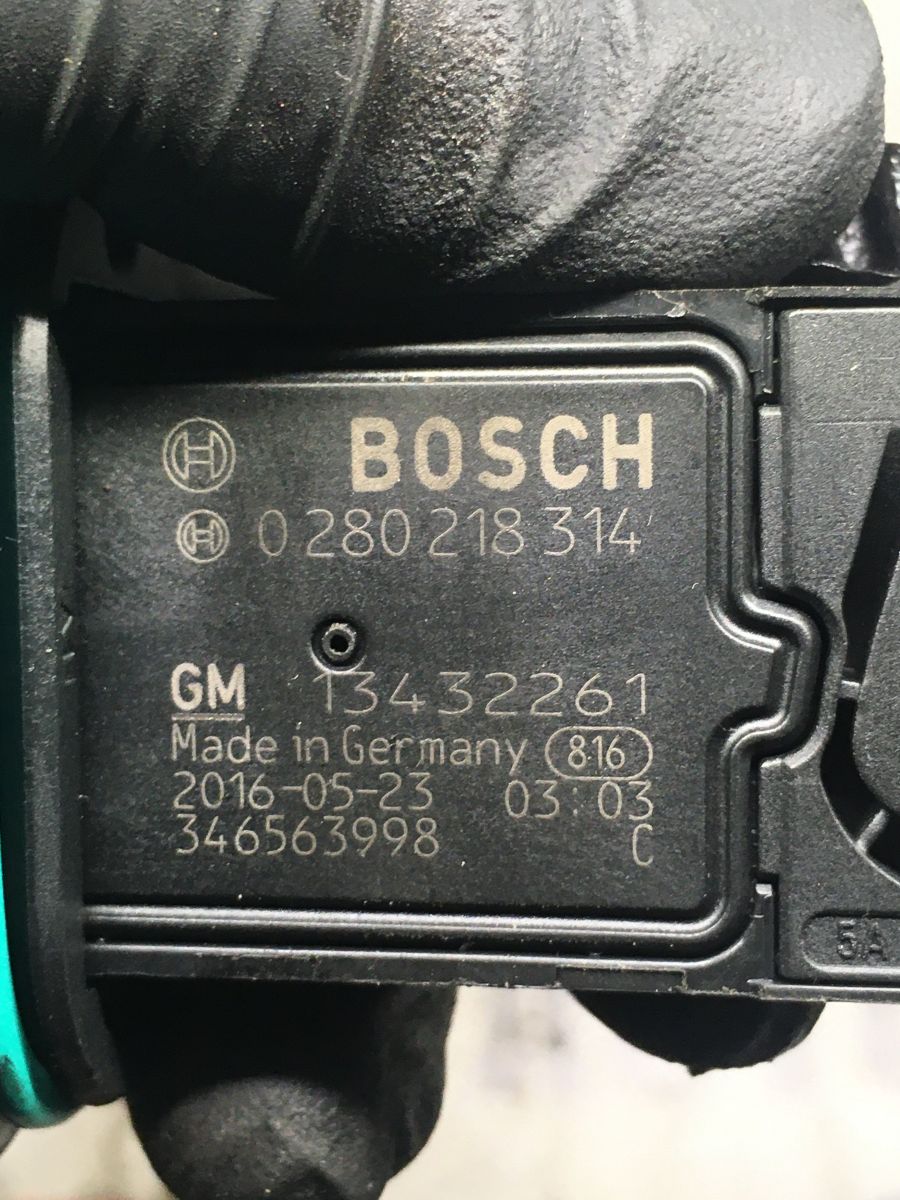 BOSCH
0 280 218 314
GM 13432261
Made in Germany 816
2016-05-23 03:03
346563998 C
5A